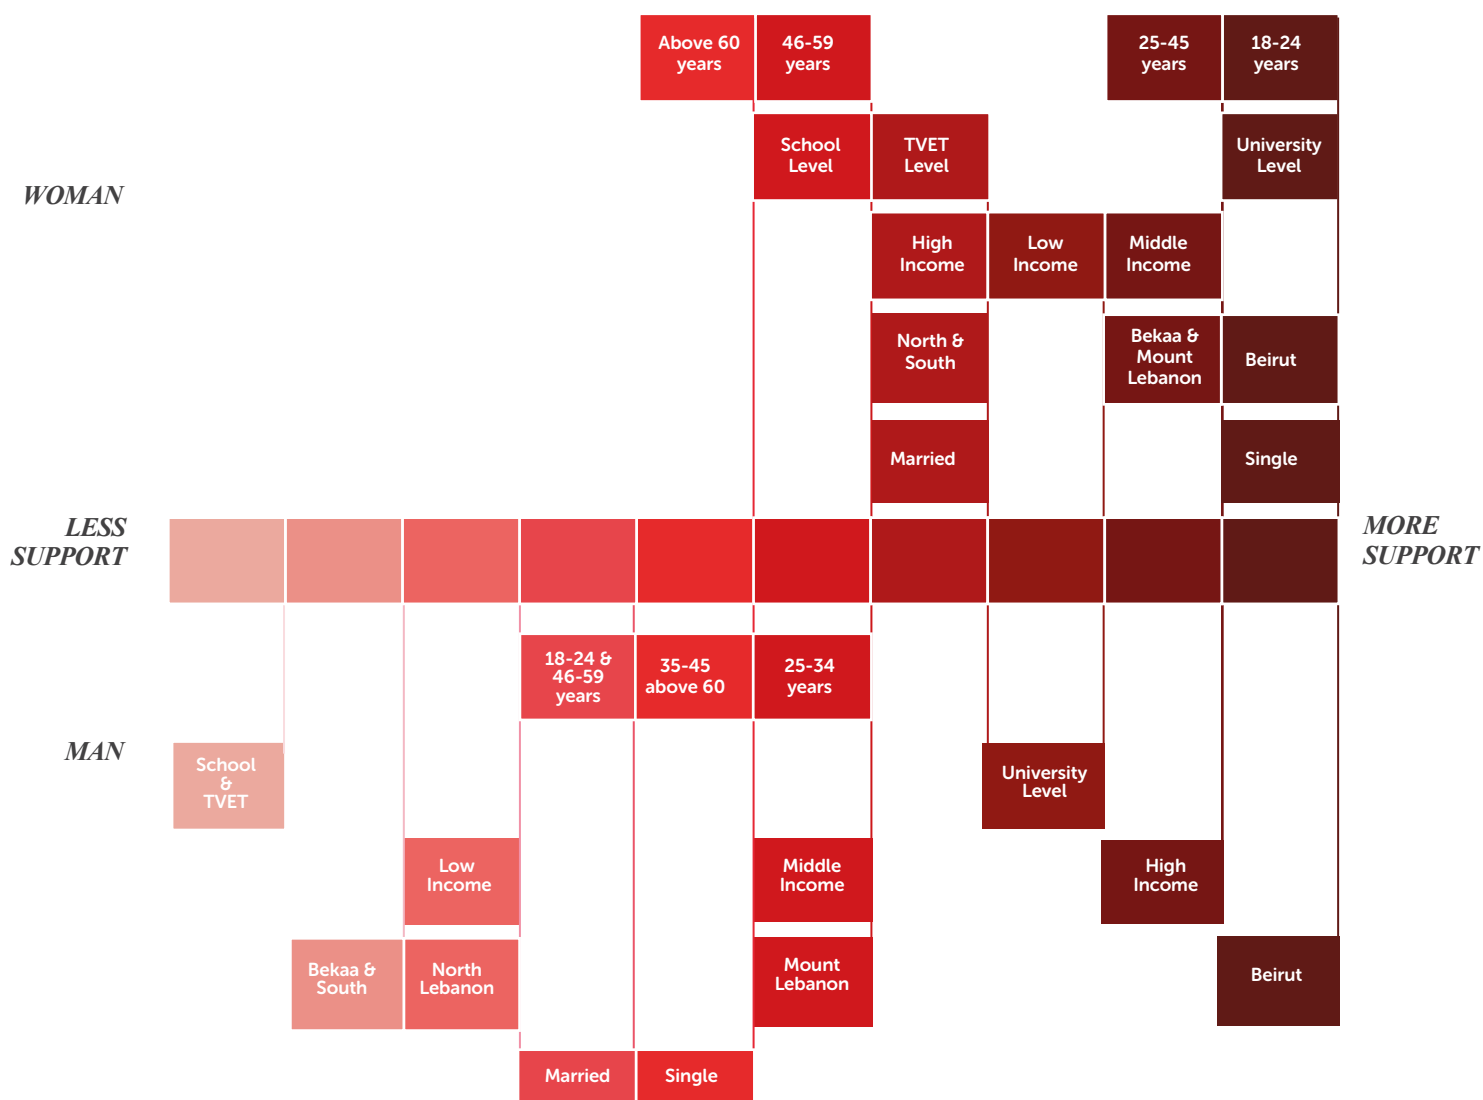 Above 60
years
46-59
years
25-45
years
18-24
years
School
Level
TVET
Level
University
Level
WOMAN
High
Income
Low
Income
Middle
Income
North &
South
Bekaa &
Mount
Lebanon
Beirut
Married
Single
LESS
SUPPORT
MORE
SUPPORT
18-24 &
46-59
years
35-45
above 60
25-34
years
MAN
School
&
TVET
University
Level
Low
Income
Middle
Income
High
Income
Bekaa &
South
North
Lebanon
Mount
Lebanon
Beirut
Married
Single